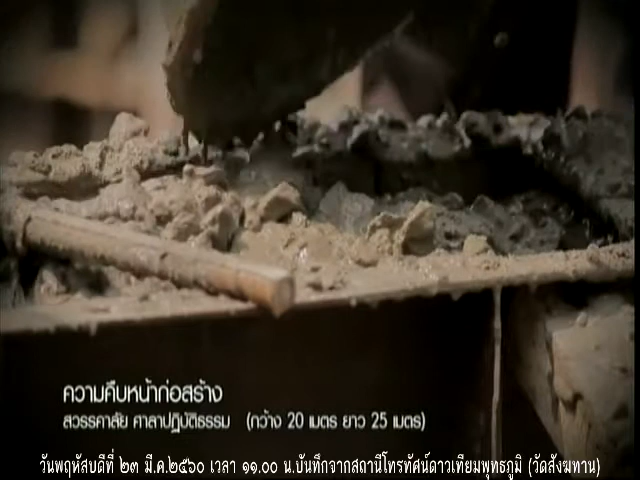 ความคืบหน้าก่อสร้าง
สวรรคาลัย ศาลาปฏิบัติธรรม (กว้าง 20 เมตร ยาว 25 เมตร)
วันพฤหัสบดีที่ ๒๓ มี.ค.๒๕๖๐ เวลา ๑๑.๐๐ น.บันทึกจากสถานีโทรทัศน์ดาวเทียมพุทธภูมิ (วัดสังฆทาน)